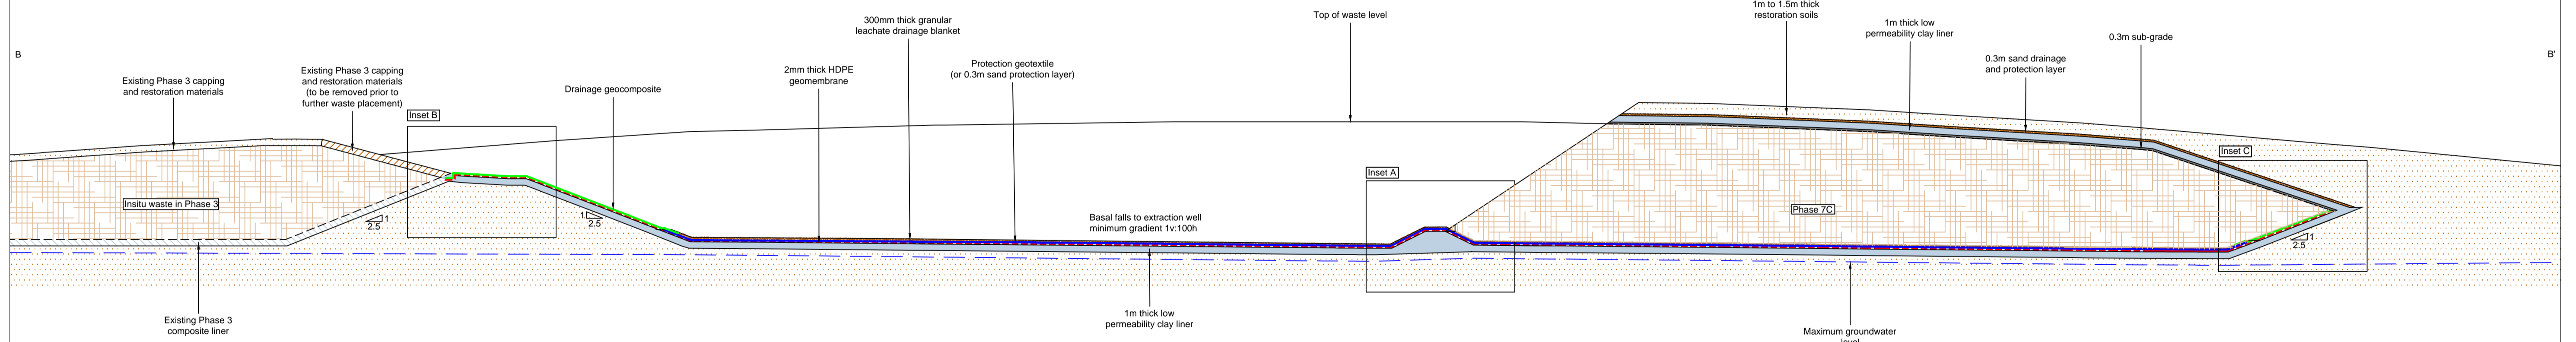 B
Existing Phase 3 capping
and restoration materials
Existing Phase 3 capping
and restoration materials
(to be removed prior to
further waste placement)
Inset B
Drainage geocomposite
2mm thick HDPE
geomembrane
300mm thick granular
leachate drainage blanket
Protection geotextile
(or 0.3m sand protection layer)
Top of waste level
1m to 1.5m thick
restoration soils
1m thick low
permeability clay liner
0.3m sand drainage
and protection layer
0.3m sub-grade
B'
Inset C
Inset A
Insitu waste in Phase 3
1
2.5
1
2.5
Basal falls to extraction well
minimum gradient 1v:100h
Phase 7C
1
2.5
Existing Phase 3
composite liner
1m thick low
permeability clay liner
Maximum groundwater
level